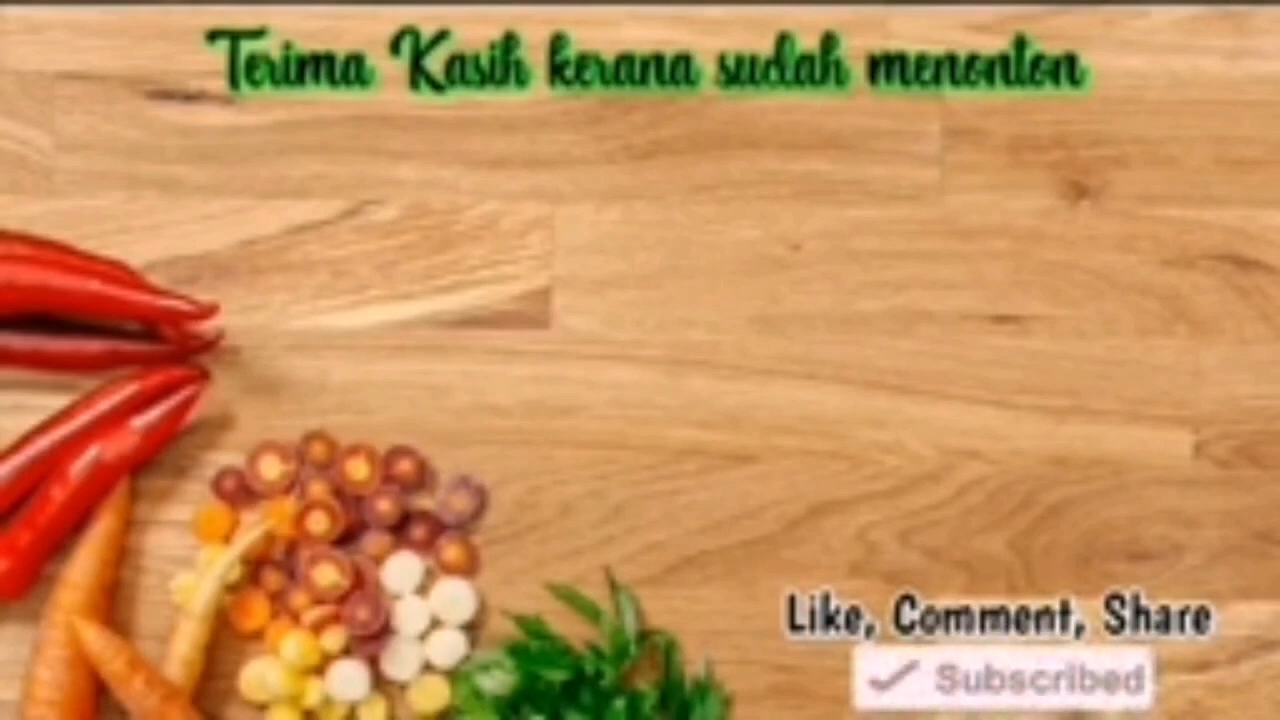 Terima Kasih kerana sudah menonton
Like, Comment, Share
Subscribed